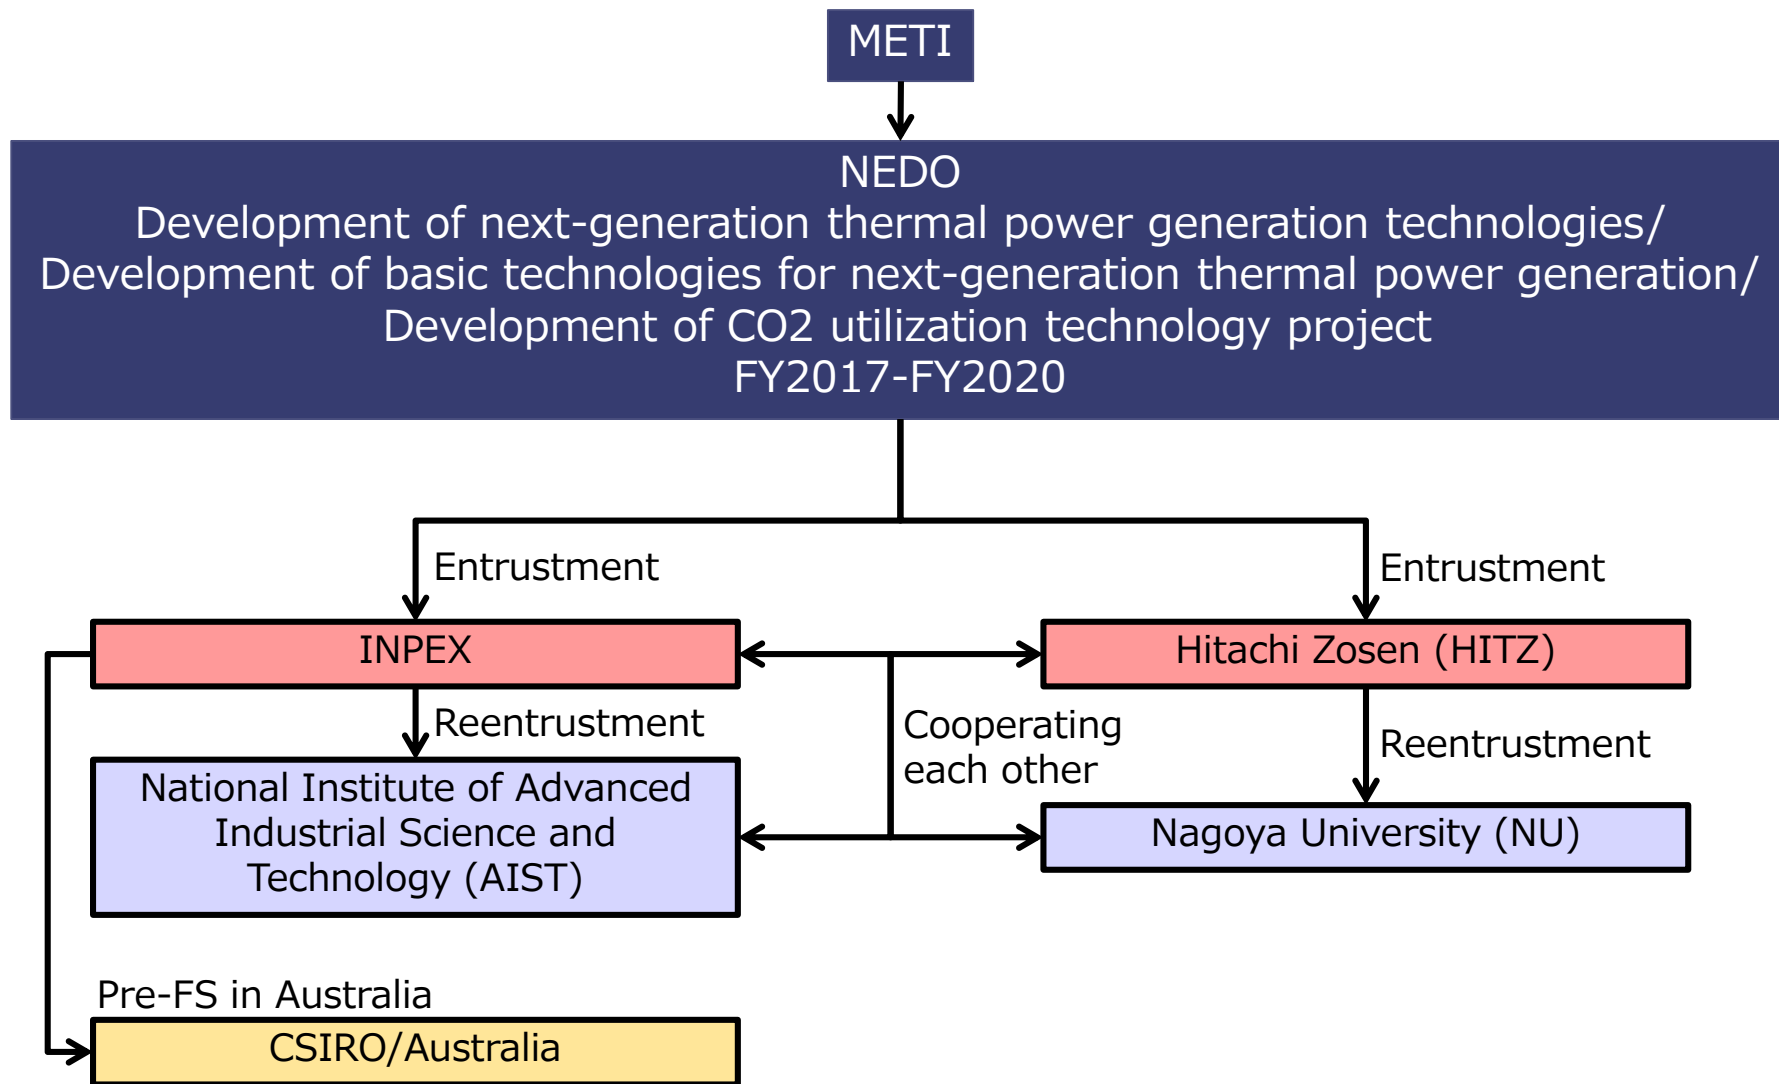 METI
NEDO
Development of next-generation thermal power generation technologies/
Development of basic technologies for next-generation thermal power generation/
Development of CO2 utilization technology project
FY2017-FY2020
Entrustment
Entrustment
INPEX
Hitachi Zosen (HITZ)
Reentrustment
Cooperating
each other
Reentrustment
National Institute of Advanced
Industrial Science and
Technology (AIST)
Nagoya University (NU)
Pre-FS in Australia
CSIRO/Australia